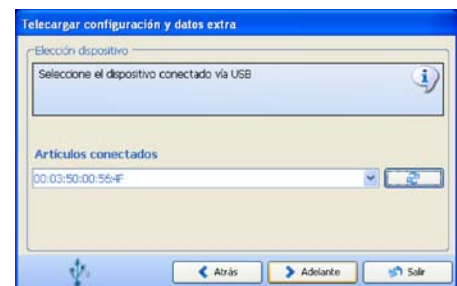 Telecargar configuración y datos extra
Elección dispositivo
Seleccione el dispositivo conectado vía USB
Artículos conectados
00:03:50:00:56:4F
Atrás
Adelante
Salir